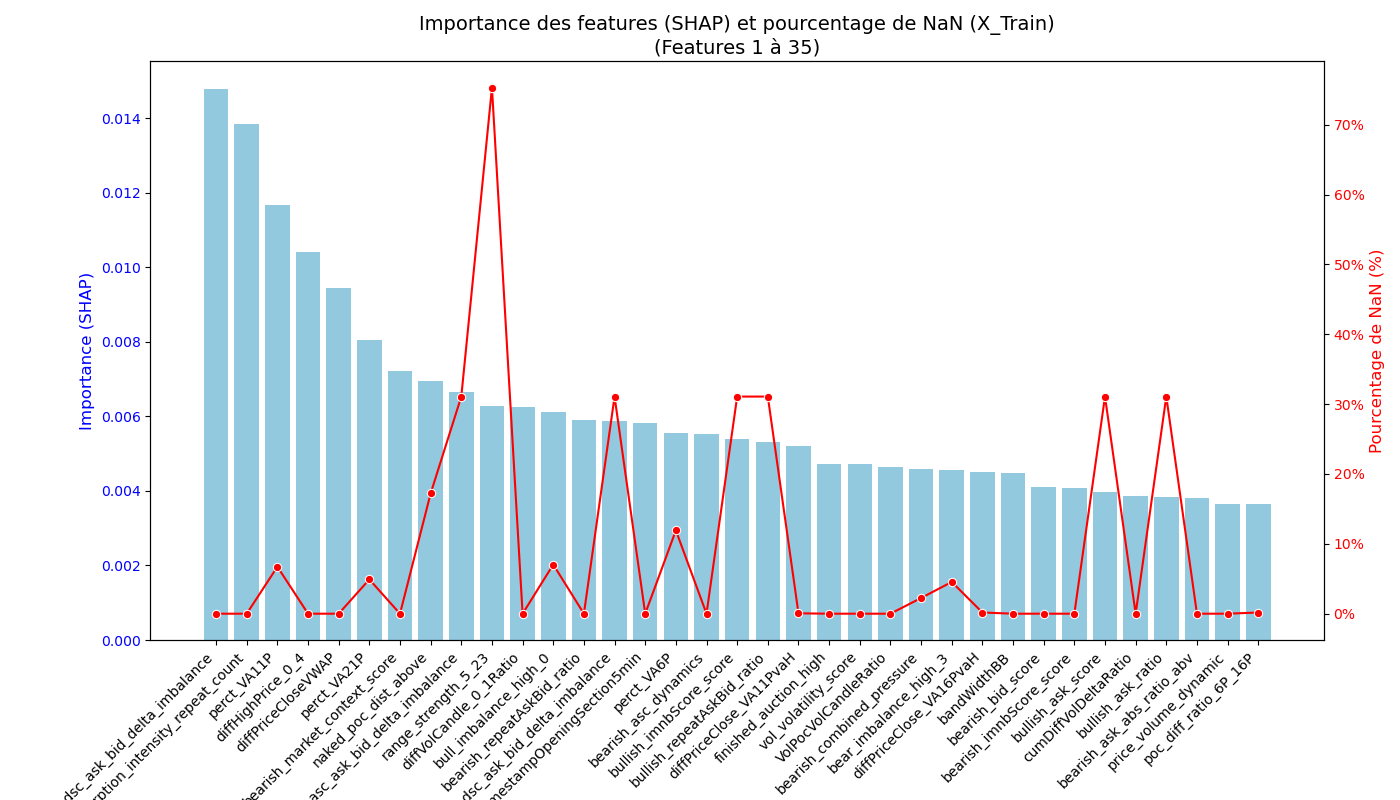 Importance des features (SHAP) et pourcentage de NaN (X_Train)
(Features 1 à 35)
Importance (SHAP)
0.014
0.012
0.010
0.008
0.006
0.004
0.002
0.000
Pourcentage de NaN (%)
70%
60%
50%
40%
30%
20%
10%
0%
dsc_ask_bid_delta_imbalance
rption_intensity_repeat_count
perct_VA11P
diffHighPrice_0_4
diffPriceCloseVWAP
perct_VA21P
bearish_market_context_score
naked_poc_dist_above
asc_ask_bid_delta_imbalance
range_strength_5_23
diffVolCandle_0_1Ratio
bull_imbalance_high_0
bearish_repeatAskBid_ratio
dsc_ask_bid_delta_imbalance
mestampOpeningSection5min
perct_VA6P
bearish_asc_dynamics
bullish_imnbScore_score
bullish_repeatAskBid_ratio
diffPriceClose_VA11PvaH
finished_auction_high
vol_volatility_score
VolPocVolCandleRatio
bearish_combined_pressure
bear_imbalance_high_3
diffPriceClose_VA16PvaH
bandWidthBB
bearish_bid_score
bearish_imnbScore_score
bullish_ask_score
cumDiffVolDeltaRatio
bullish_ask_ratio
bearish_ask_abs_ratio_abv
price_volume_dynamic
poc_diff_ratio_6P_16P